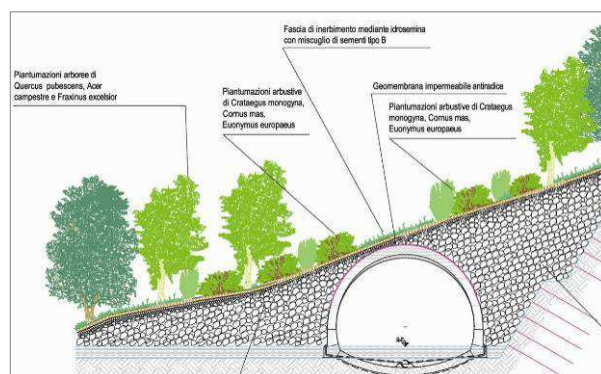 Fascia di inerbimento mediante idrosemina
con miscuglio di sementi tipo B
Piantumazioni arboree di
Quercus pubescens, Acer
campestre e Fraxinus excelsior
Piantumazioni arbustive
di Crataegus monogyna,
Cornus mas,
Euonymus europaeus
Geomembrana impermeabile antiradice
Piantumazioni arbustive di Crataegus
monogyna, Cornus mas,
Euonymus europaeus